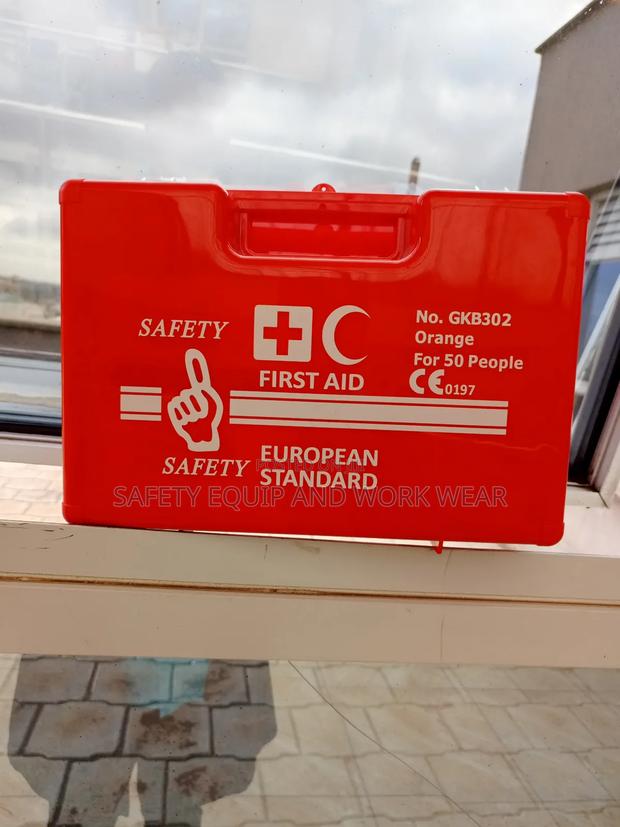 SAFETY
FIRST AID
No. GKB302
Orange
For 50 People
CE 0197
SAFETY
EUROPEAN
STANDARD
SAFETY EQUIP AND WORK WEAR